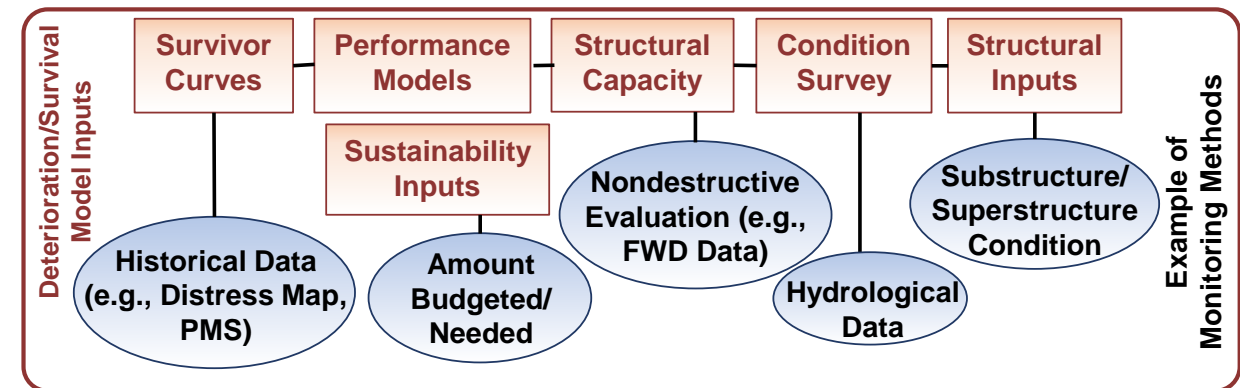 Deterioration/Survival
Model Inputs
Survivor
Curves
Performance
Models
Structural
Capacity
Condition
Survey
Structural
Inputs
Sustainability
Inputs
Historical Data
(e.g., Distress Map,
PMS)
Amount
Budgeted/
Needed
Nondestructive
Evaluation (e.g.,
FWD Data)
Hydrological
Data
Substructure/
Superstructure
Condition
Example of
Monitoring Methods